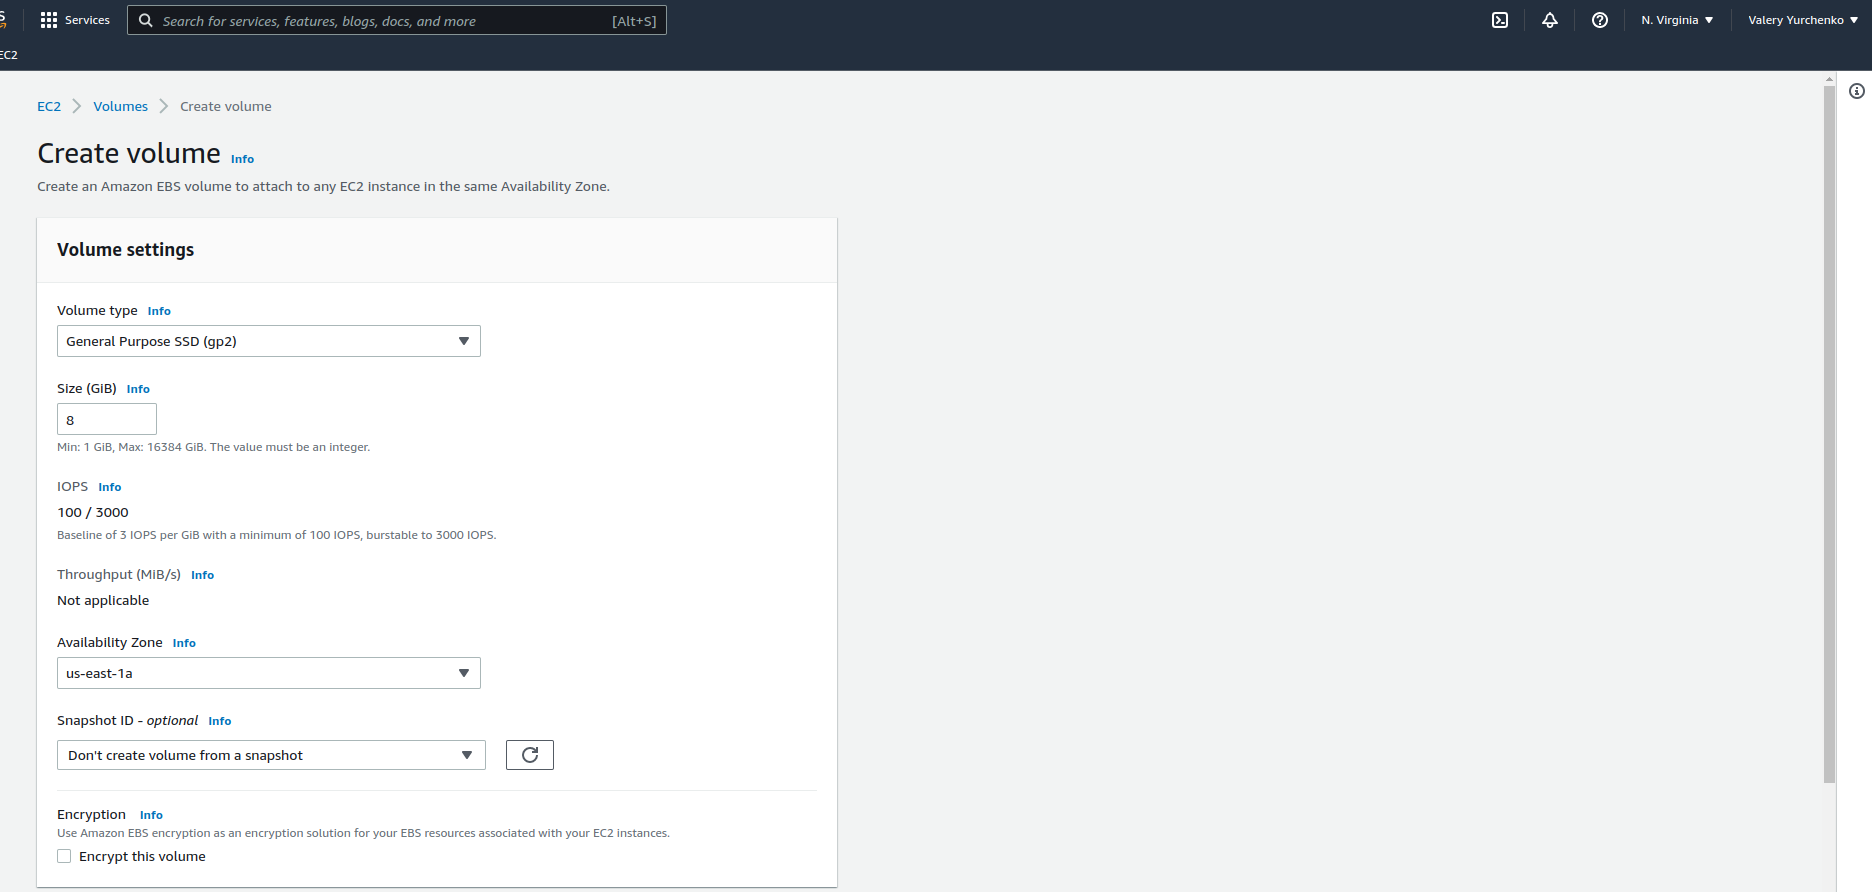 Services
Search for services, features, blogs, docs, and more [Alt+S]
N. Virginia
Valery Yurchenko
EC2
EC2 Volumes Create volume
Create volume Info
Create an Amazon EBS volume to attach to any EC2 instance in the same Availability Zone.
Volume settings
Volume type Info
General Purpose SSD (gp2)
Size (GiB) Info
8
Min: 1 GiB, Max: 16384 GiB. The value must be an integer.
IOPS Info
100 / 3000
Baseline of 3 IOPS per GiB with a minimum of 100 IOPS, burstable to 3000 IOPS.
Throughput (MiB/s) Info
Not applicable
Availability Zone Info
us-east-1a
Snapshot ID - optional Info
Don't create volume from a snapshot
Encryption Info
Use Amazon EBS encryption as an encryption solution for your EBS resources associated with your EC2 instances.
Encrypt this volume